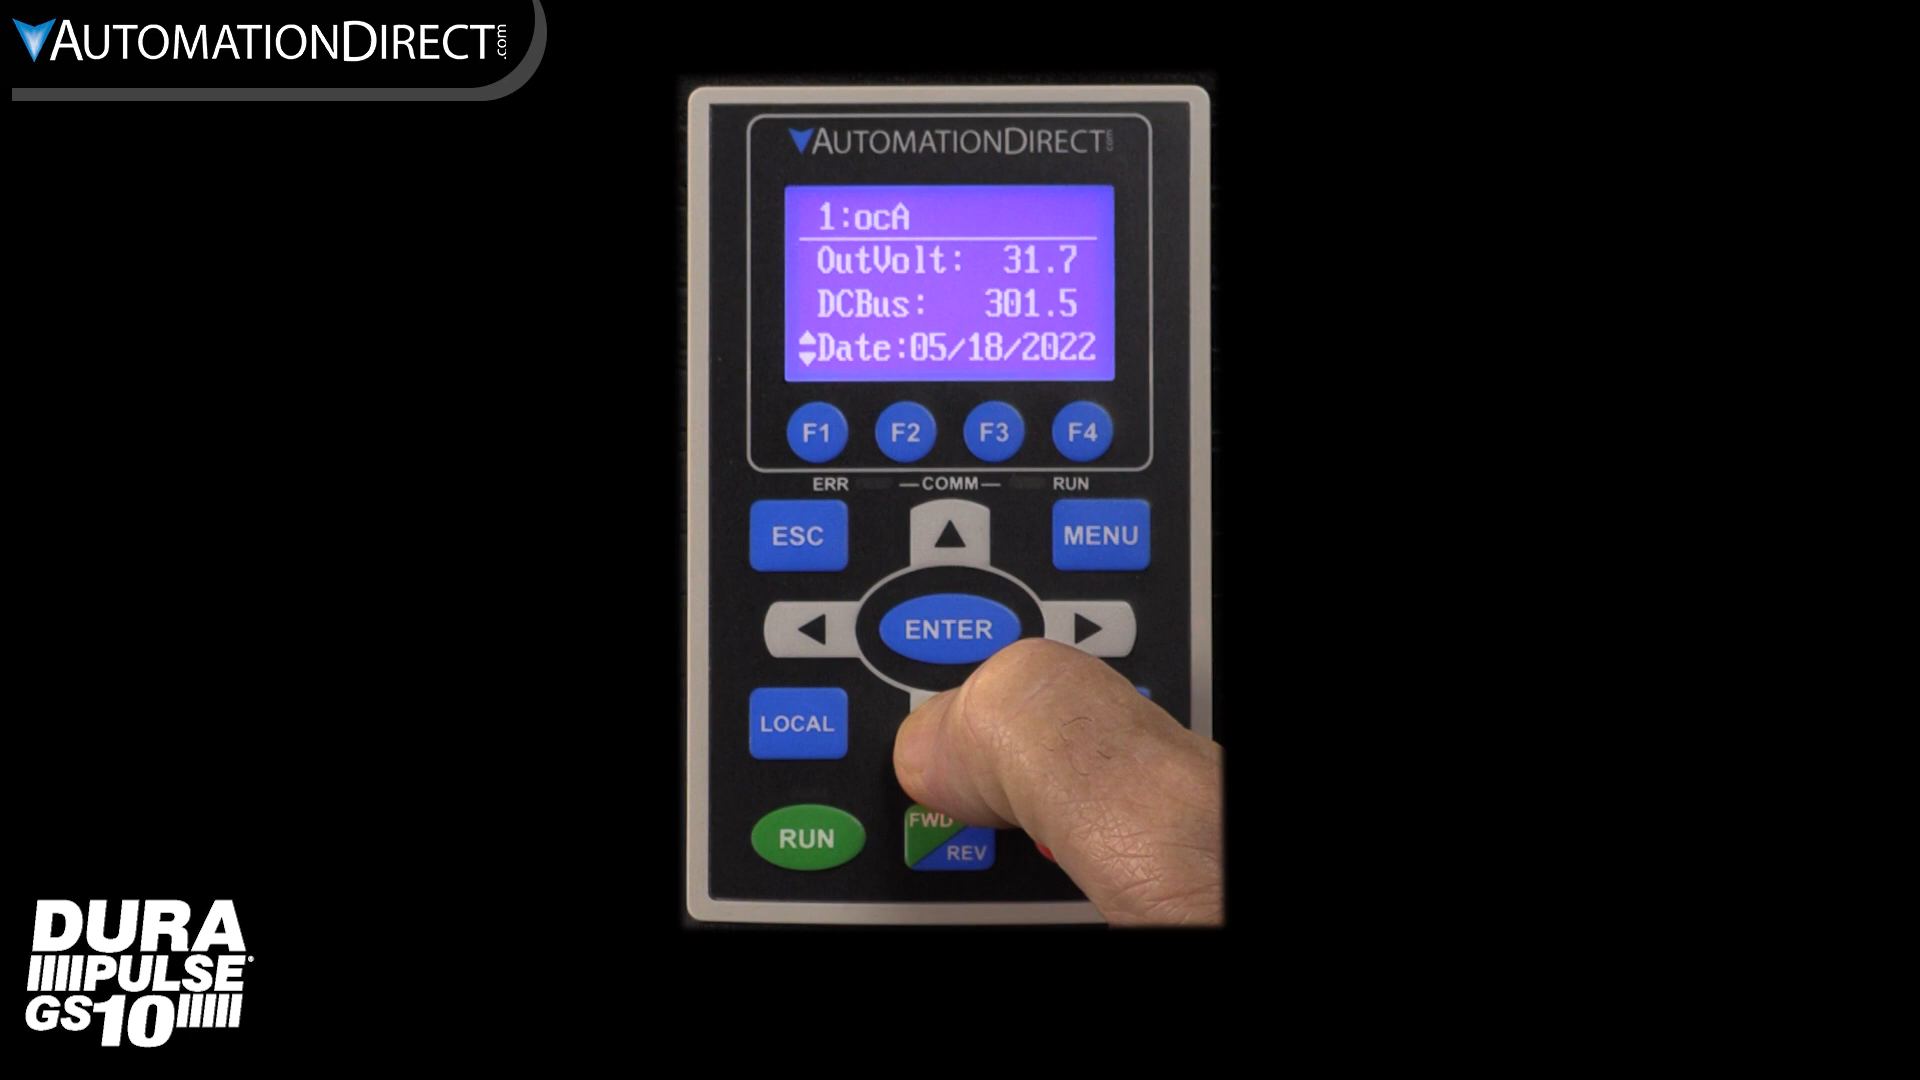 AUTOMATIONDIRECT.com
AUTOMATIONDIRECT.com
1:ocA
OutVolt: 31.7
DCBus: 301.5
Date:05/18/2022
F1 F2 F3 F4
ERR COMM RUN
ESC MENU
ENTER
LOCAL
RUN FWD REV
DURA
PULSE
GS10